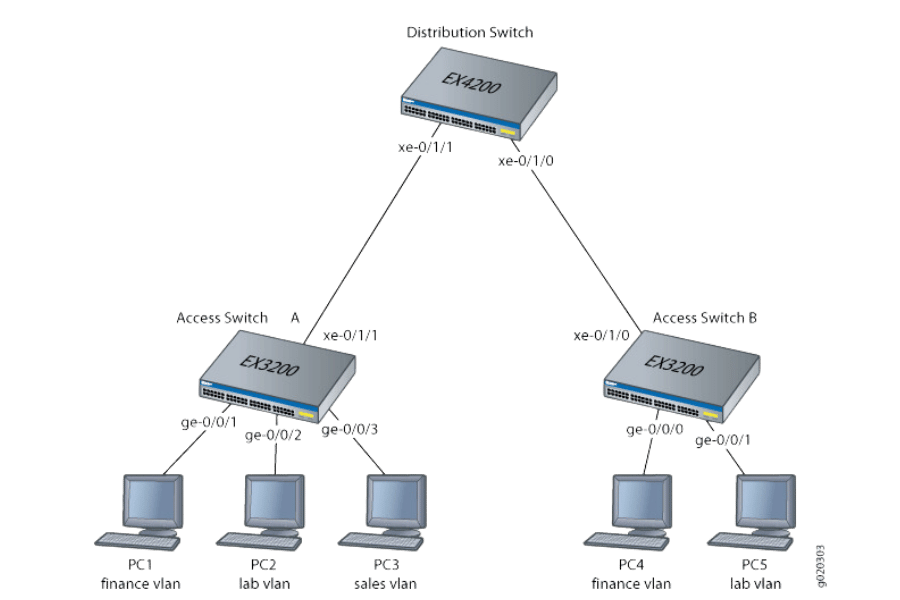 Distribution Switch
EX4200
xe-0/1/1
xe-0/1/0
Access Switch A
Access Switch B
xe-0/1/1
xe-0/1/0
EX3200
EX3200
ge-0/0/1
ge-0/0/2
ge-0/0/3
ge-0/0/0
ge-0/0/1
PC1
finance vlan
PC2
lab vlan
PC3
sales vlan
PC4
finance vlan
PC5
lab vlan
g020303